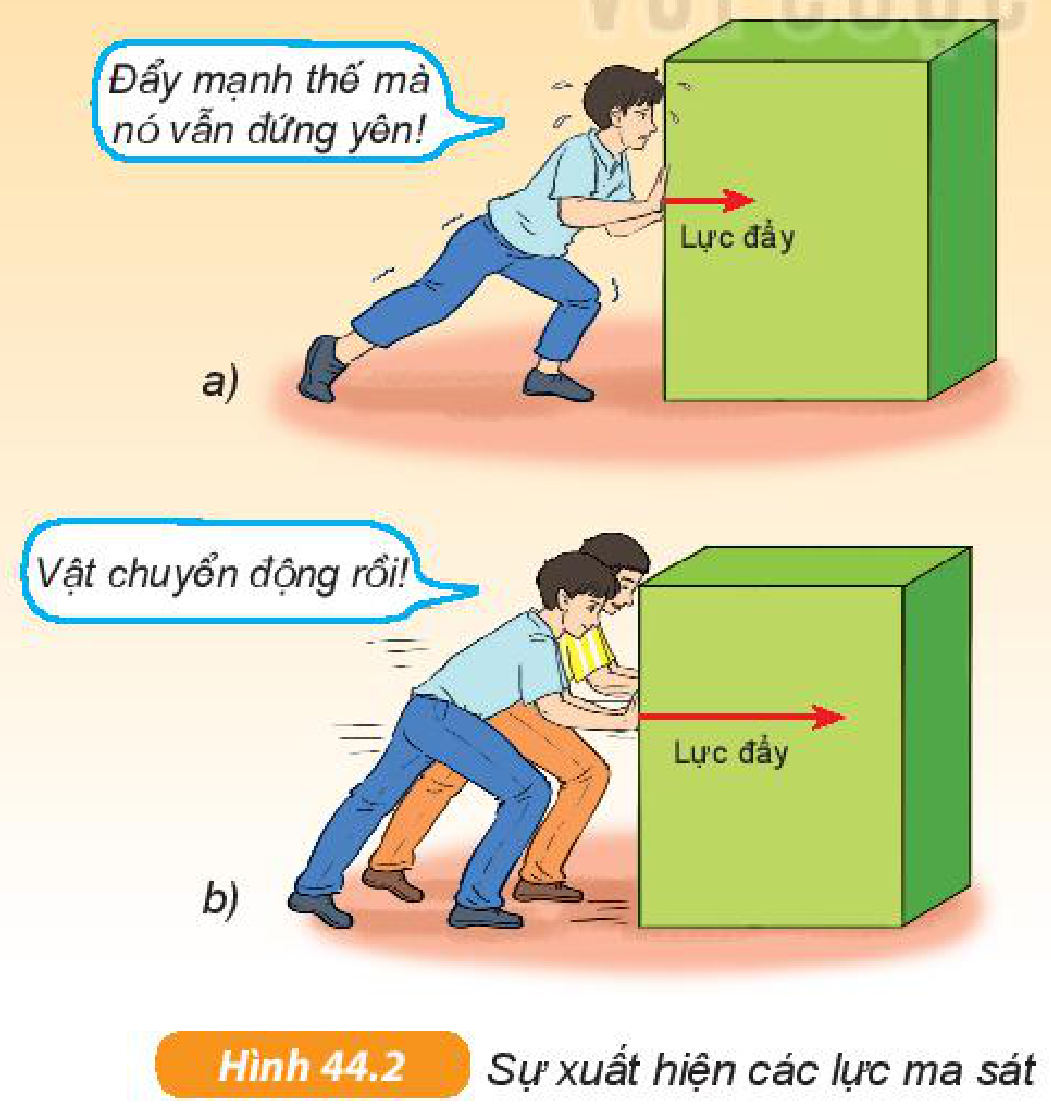 Đẩy mạnh thế mà
nó vẫn đứng yên!
Lực đẩy
a)
Vật chuyển động rồi!
Lực đẩy
b)
Hình 44.2 Sự xuất hiện các lực ma sát